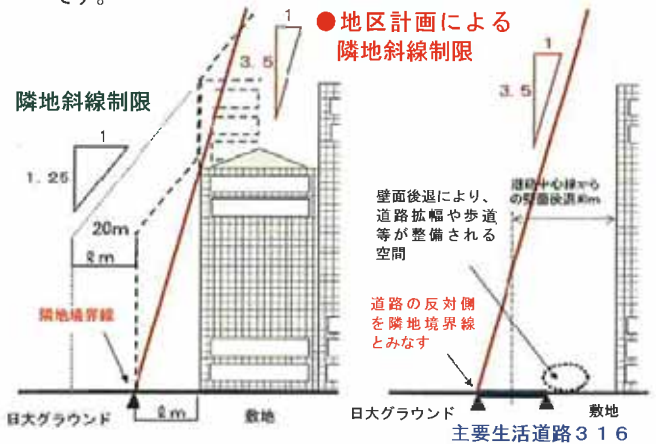 です。
●地区計画による
隣地斜線制限
1
3.5
隣地斜線制限
1
1.25
20m
ℓm
隣地境界線
日大グラウンド
ℓm
敷地
1
3.5
道路中心線から
の壁面後退
壁面後退により、
道路拡幅や歩道
等が整備される
空間
道路の反対側
を隣地境界線
とみなす
日大グラウンド
敷地
主要生活道路316